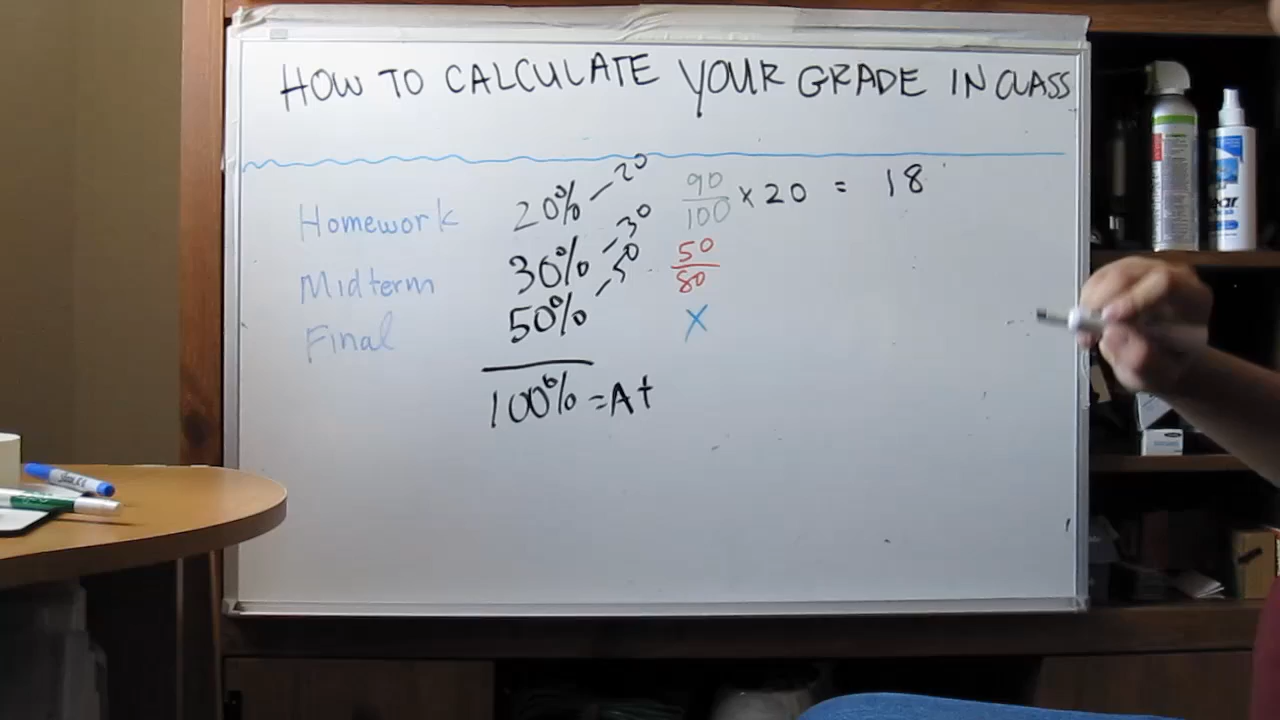 HOW TO CALCULATE YOUR GRADE IN CLASS
Homework 20% - 20 90/100 x 20 = 18
Midterm 30% - 30 50/80
Final 50% - 50 X
100% = A+